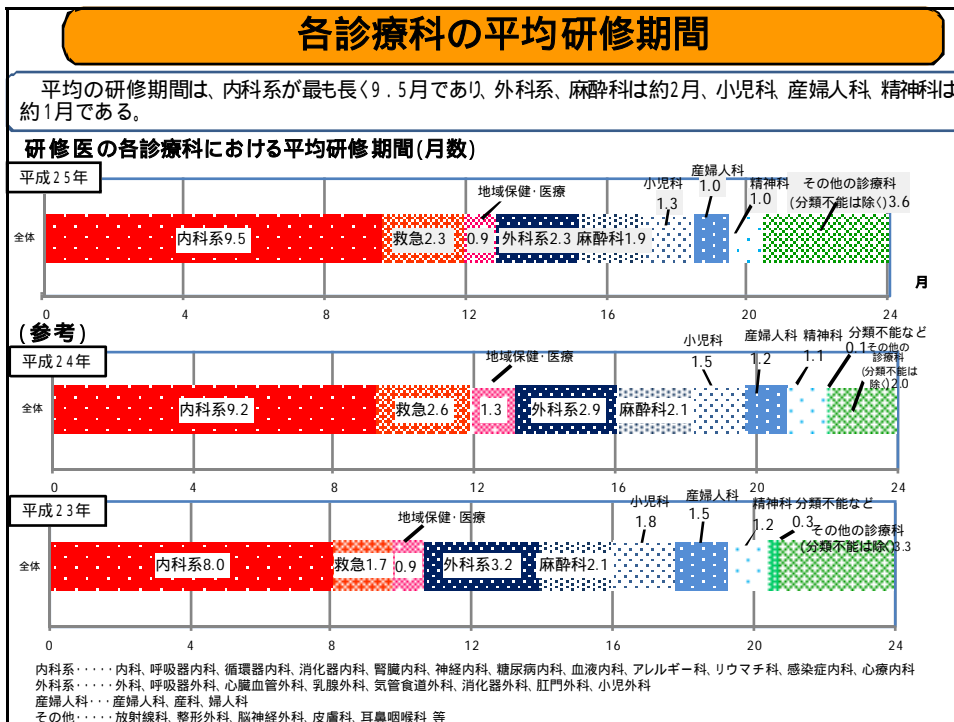 各診療科の平均研修期間
平均の研修期間は、内科系が最も長く9.5月であり、外科系、麻酔科は約2月、小児科、産婦人科、精神科は
約1月である。
研修医の各診療科における平均研修期間(月数)
平成25年
地域保健・医療
小児科
1.3
産婦人科
1.0
精神科
1.0
その他の診療科
(分類不能は除く)3.6
全体
内科系9.5
救急2.3
0.9
外科系2.3
麻酔科1.9
月
0 4 8 12 16 20 24
(参考)
平成24年
地域保健・医療
小児科
1.5
産婦人科
1.2
精神科
1.1
分類不能など
0.1
その他の
診療科
(分類不能は
除く)2.0
全体
内科系9.2
救急2.6
1.3
外科系2.9
麻酔科2.1
0 4 8 12 16 20 24
平成23年
地域保健・医療
小児科
1.8
産婦人科
1.5
精神科
1.2
分類不能など
0.3
その他の診療科
(分類不能は除く)3.3
全体
内科系8.0
救急1.7
0.9
外科系3.2
麻酔科2.1
0 4 8 12 16 20 24
内科系・・・・・内科、呼吸器内科、循環器内科、消化器内科、腎臓内科、神経内科、糖尿病内科、血液内科、アレルギー科、リウマチ科、感染症内科、心療内科
外科系・・・・・外科、呼吸器外科、心臓血管外科、乳腺外科、気管食道外科、消化器外科、肛門外科、小児外科
産婦人科・・・産婦人科、産科、婦人科
その他・・・・・放射線科、整形外科、脳神経外科、皮膚科、耳鼻咽喉科 等